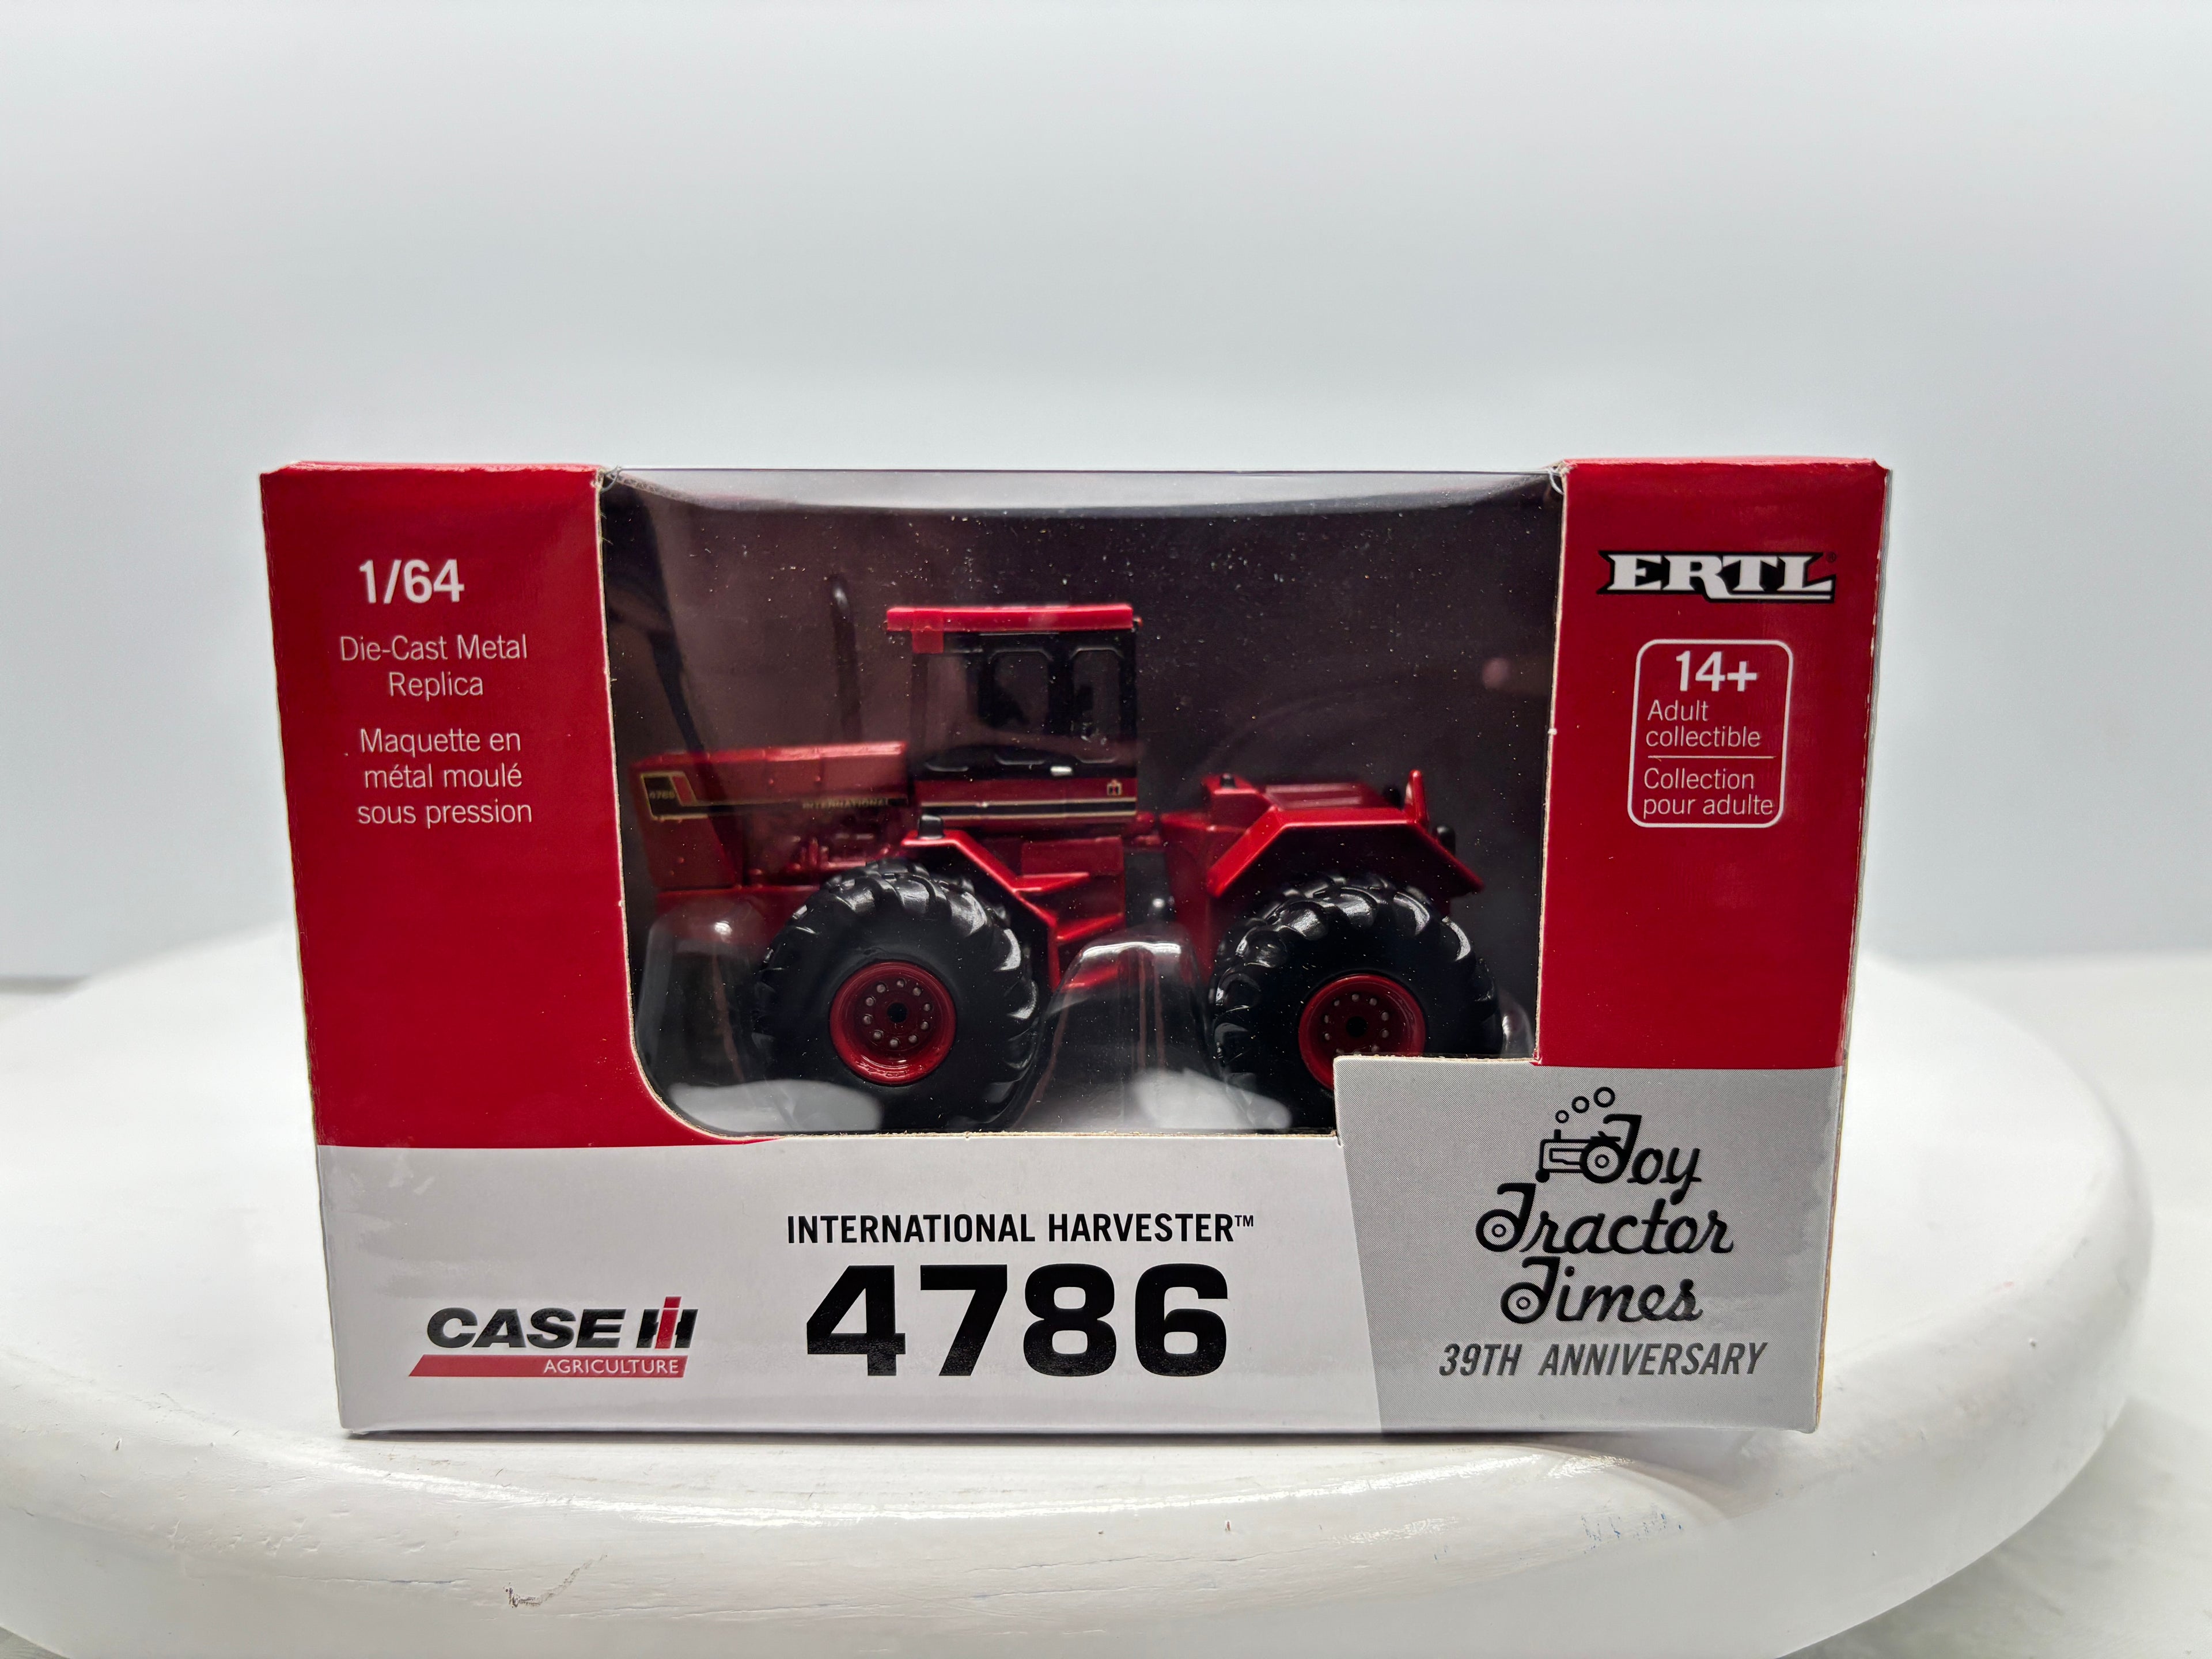 1/64
Die-Cast Metal
Replica
Maquette en
métal moulé
sous pression
ERTL®
14+
Adult
collectible
Collection
pour adulte
4786
INTERNATIONAL
INTERNATIONAL HARVESTER™
4786
CASE IH
AGRICULTURE
Toy
Tractor
Times
39TH ANNIVERSARY